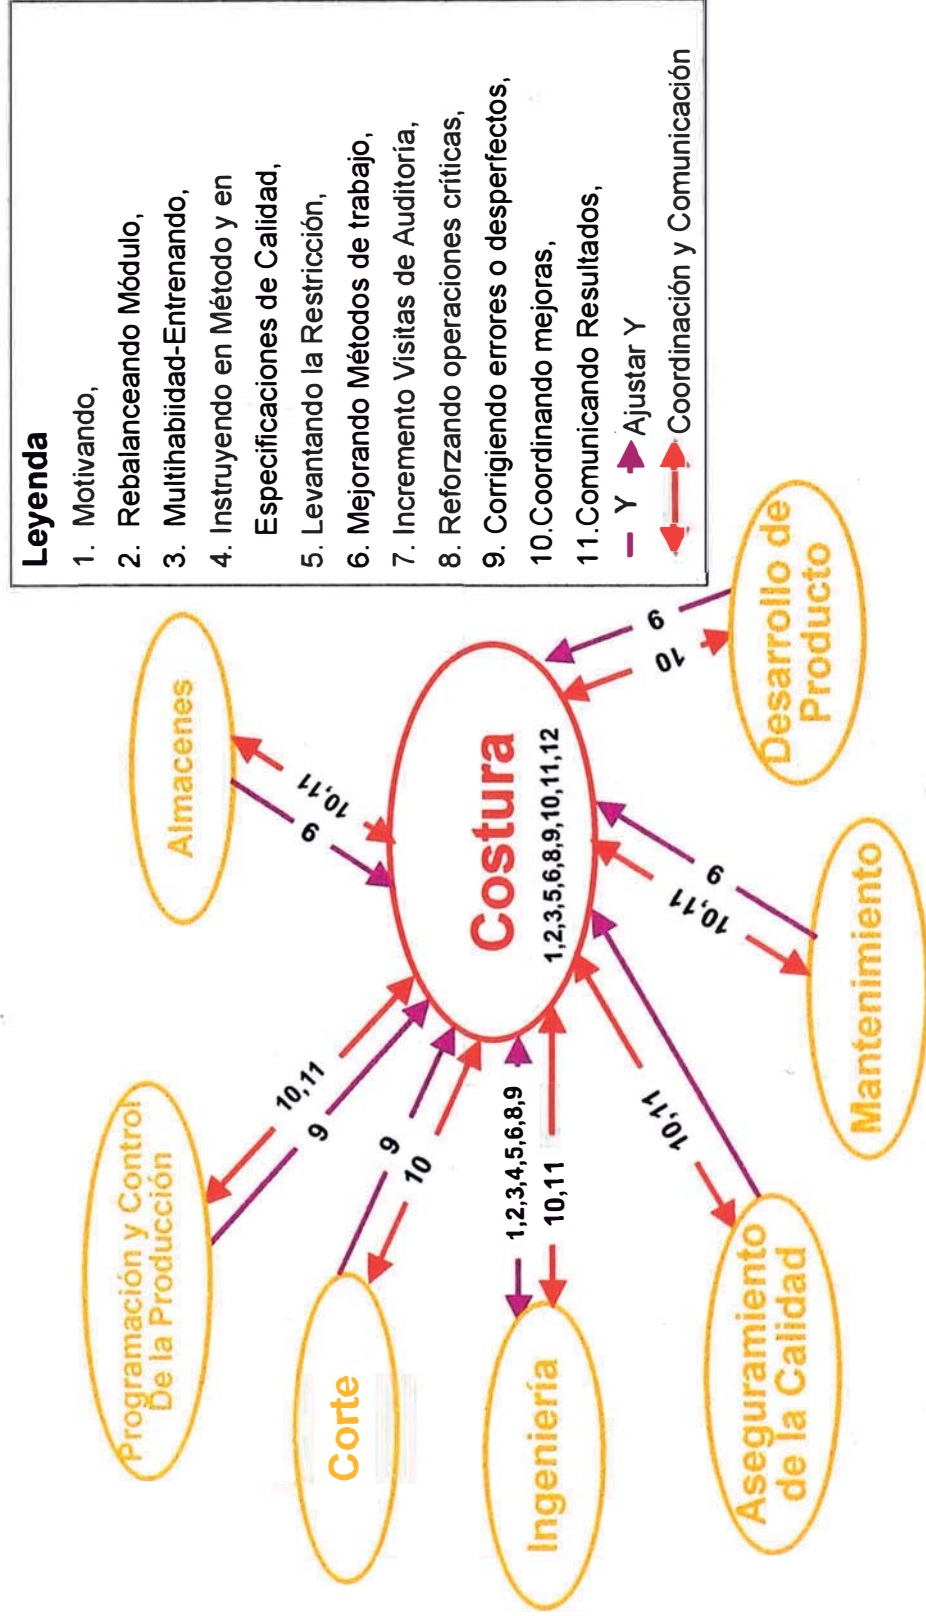 Leyenda
1. Motivando,
2. Rebalanceando Módulo,
3. Multihabiidad-Entrenando,
4. Instruyendo en Método y en
Especificaciones de Calidad,
5. Levantando la Restricción,
6. Mejorando Métodos de trabajo,
7. Incremento Visitas de Auditoría,
8. Reforzando operaciones críticas,
9. Corrigiendo errores o desperfectos,
10.Coordinando mejoras,
11.Comunicando Resultados,
Y Ajustar Y
Coordinación y Comunicación
Programación y Control
De la Producción
10,11
9
Almacenes
10,11
9
Corte
9
10
Ingeniería
1,2,3,4,5,6,8,9
10,11
Costura
1,2,3,5,6,8,9,10,11,12
Aseguramiento
de la Calidad
10,11
Mantenimiento
10,11
9
Desarrollo de
Producto
10
9